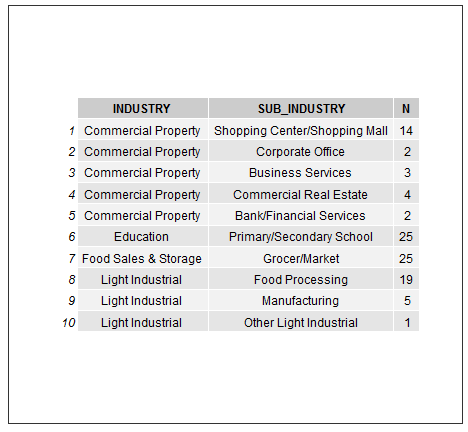 INDUSTRY SUB_INDUSTRY N
1 Commercial Property Shopping Center/Shopping Mall 14
2 Commercial Property Corporate Office 2
3 Commercial Property Business Services 3
4 Commercial Property Commercial Real Estate 4
5 Commercial Property Bank/Financial Services 2
6 Education Primary/Secondary School 25
7 Food Sales & Storage Grocer/Market 25
8 Light Industrial Food Processing 19
9 Light Industrial Manufacturing 5
10 Light Industrial Other Light Industrial 1